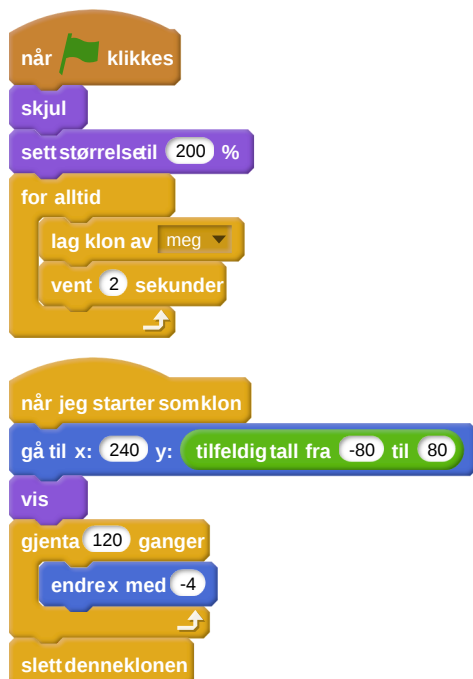 når klikkes
skjul
sett størrelse til 200 %
for alltid
lag klon av meg
vent 2 sekunder
når jeg starter som klon
gå til x: 240 y: tilfeldig tall fra -80 til 80
vis
gjenta 120 ganger
endre x med -4
slett denne klonen